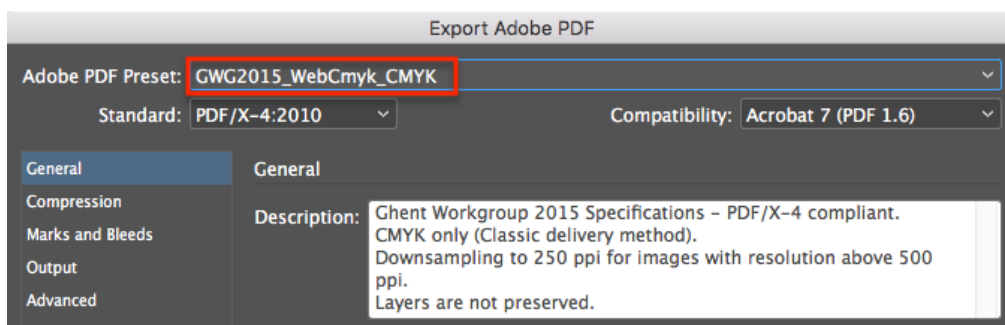 Export Adobe PDF
Adobe PDF Preset: GWG2015_WebCmyk_CMYK
Standard: PDF/X-4:2010 Compatibility: Acrobat 7 (PDF 1.6)
General General
Compression
Description: Ghent Workgroup 2015 Specifications – PDF/X-4 compliant.
Marks and Bleeds CMYK only (Classic delivery method).
Output Downsampling to 250 ppi for images with resolution above 500
ppi.
Advanced Layers are not preserved.